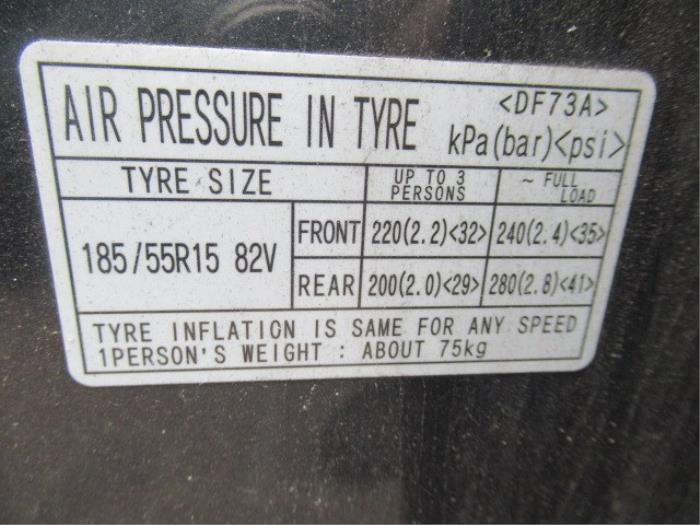 AIR PRESSURE IN TYRE <DF73A>
kPa(bar)<psi>
TYRE SIZE UP TO 3 PERSONS ~ FULL LOAD
185/55R15 82V FRONT 220(2.2)<32> 240(2.4)<35>
REAR 200(2.0)<29> 280(2.8)<41>
TYRE INFLATION IS SAME FOR ANY SPEED
1PERSON'S WEIGHT : ABOUT 75kg